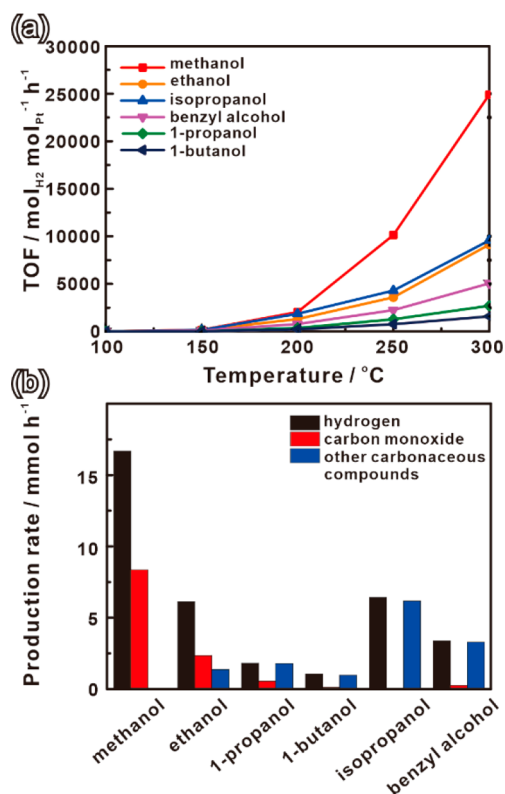 (a)
30000
25000
20000
15000
10000
5000
0
TOF / mol_H2 mol_Pt^-1 h^-1
methanol
ethanol
isopropanol
benzyl alcohol
1-propanol
1-butanol
100 150 200 250 300
Temperature / °C
(b)
15
10
5
0
Production rate / mmol h^-1
hydrogen
carbon monoxide
other carbonaceous
compounds
methanol
ethanol
1-propanol
1-butanol
isopropanol
benzyl alcohol